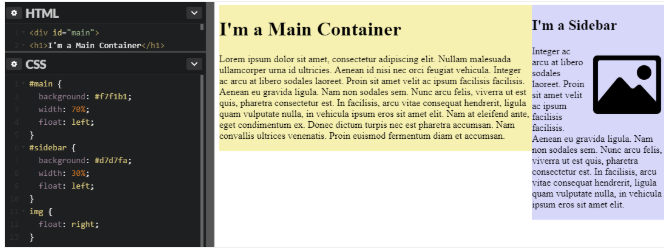 HTML
<div id="main">
<h1>I'm a Main Container</h1>
CSS
#main {
background: #f7f1b1;
width: 70%;
float: left;
}
#sidebar {
background: #d7d7fa;
width: 30%;
float: left;
}
img {
float: right;
}
I'm a Main Container
Lorem ipsum dolor sit amet, consectetur adipiscing elit. Nullam malesuada
ullamcorper urna id ultricies. Aenean id nisi nec orci feugiat vehicula. Integer
ac arcu at libero sodales laoreet. Proin sit amet velit ac ipsum facilisis facilisis.
Aenean eu gravida ligula. Nam non sodales sem. Nunc arcu felis, viverra ut est quis,
pharetra consectetur est. In facilisis, arcu vitae consequat hendrerit, ligula
quam vulputate nulla, in vehicula ipsum eros sit amet elit. Nam at eleifend ante,
eget condimentum ex. Donec dictum turpis nec est pharetra accumsan. Nam
convallis ultrices venenatis. Proin euismod fermentum diam et accumsan.
I'm a Sidebar
Integer ac
arcu at libero
sodales
laoreet. Proin
sit amet velit
ac ipsum
facilisis
facilisis.
Aenean eu gravida ligula. Nam
non sodales sem. Nunc arcu felis,
viverra ut est quis, pharetra
consectetur est. In facilisis, arcu
vitae consequat hendrerit, ligula
quam vulputate nulla, in vehicula
ipsum eros sit amet elit.